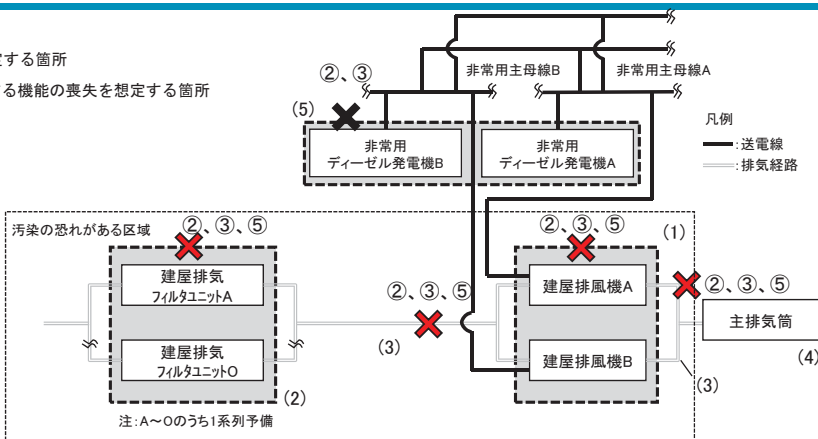 定する箇所
る機能の喪失を想定する箇所
②、③
非常用主母線B
非常用主母線A
(5)
非常用
ディーゼル発電機B
非常用
ディーゼル発電機A
凡例
:送電線
:排気経路
汚染の恐れがある区域
②、③、⑤
②、③、⑤
(1)
建屋排気
フィルタユニットA
②、③、⑤
建屋排風機A
②、③、⑤
主排気筒
(3)
建屋排気
フィルタユニットO
建屋排風機B
(4)
(3)
(2)
注:A～Oのうち1系列予備